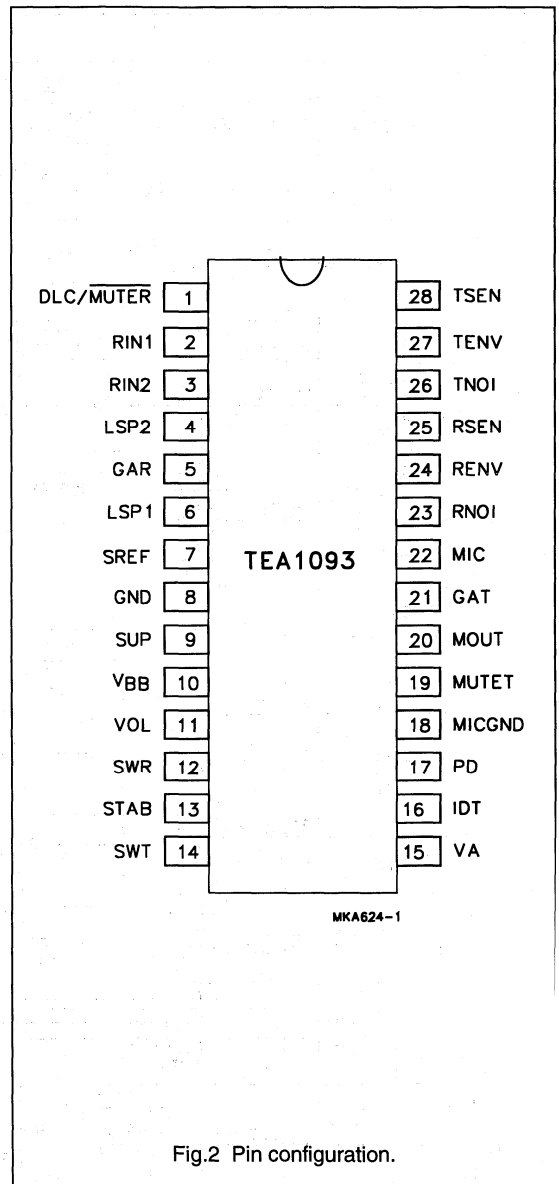 DLC/MUTER 1 28 TSEN
RIN1 2 27 TENV
RIN2 3 26 TNOI
LSP2 4 25 RSEN
GAR 5 24 RENV
LSP1 6 23 RNOI
SREF 7 TEA1093 22 MIC
GND 8 21 GAT
SUP 9 20 MOUT
VBB 10 19 MUTET
VOL 11 18 MICGND
SWR 12 17 PD
STAB 13 16 IDT
SWT 14 15 VA
MKA624-1
Fig.2 Pin configuration.